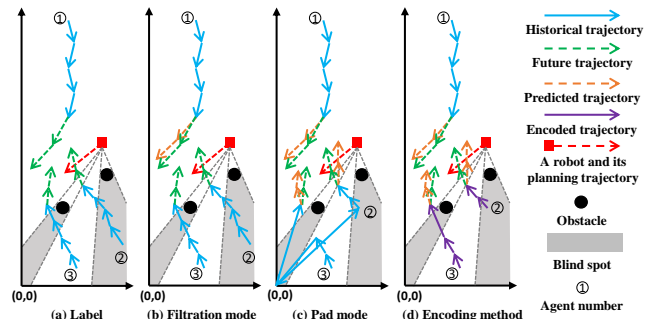 ①
①
①
①
Historical trajectory
Future trajectory
Predicted trajectory
Encoded trajectory
A robot and its
planning trajectory
Obstacle
Blind spot
①
Agent number
②
②
②
②
③
③
③
③
(0,0)
(0,0)
(0,0)
(0,0)
(a) Label
(b) Filtration mode
(c) Pad mode
(d) Encoding method